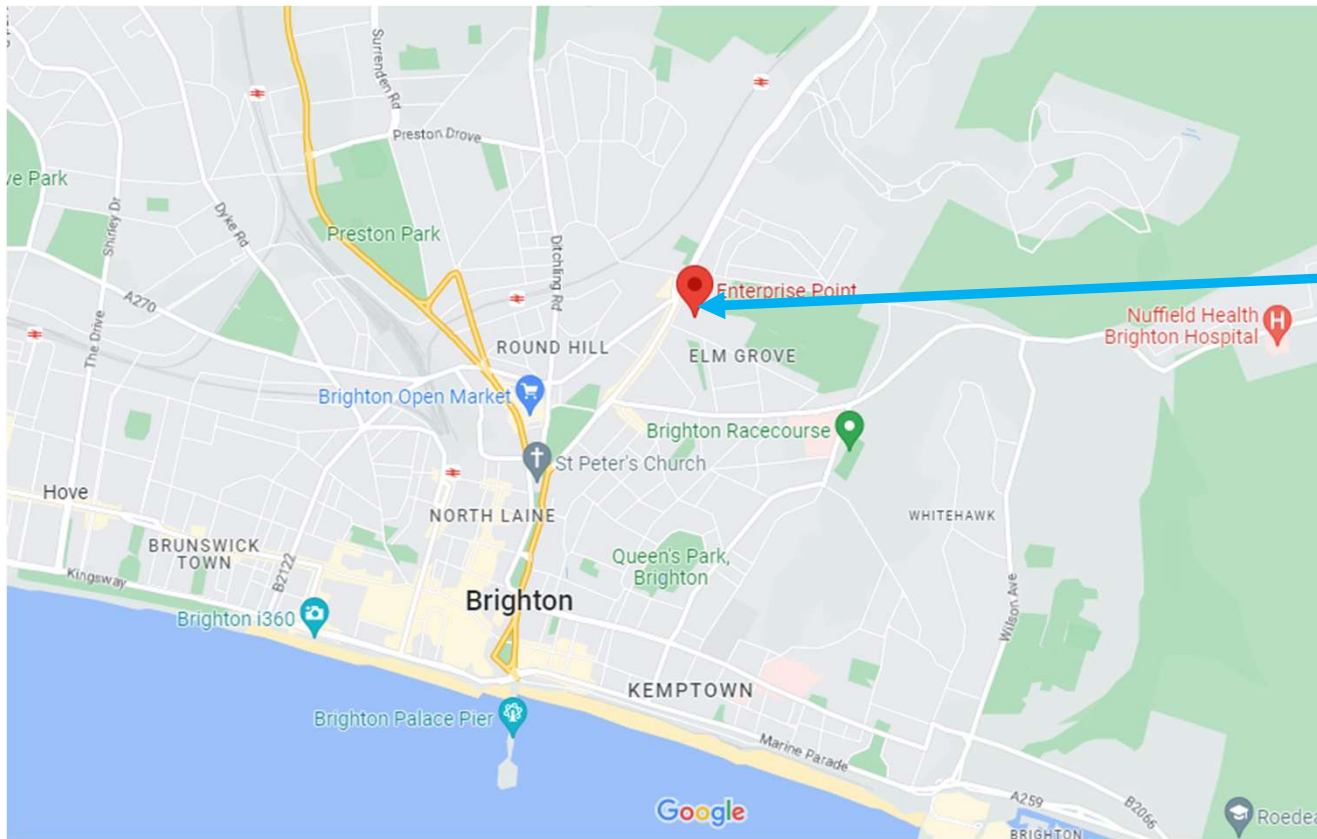 Surrenden Rd
Preston Drove
ve Park
Shirley Dr
Dyke Rd
Preston Park
Ditchling Rd
A270
The Drive
Enterprise Point
Nuffield Health
Brighton Hospital
H
ROUND HILL
ELM GROVE
Brighton Open Market
Brighton Racecourse
St Peter's Church
Hove
NORTH LAINE
WHITEHAWK
BRUNSWICK
TOWN
Queen's Park,
Brighton
Kingsway
B2122
Brighton
Brighton i360
Wilson Ave
KEMPTOWN
Brighton Palace Pier
Marine Parade
Google
A259
B2066
Roedea
BRIGHTON